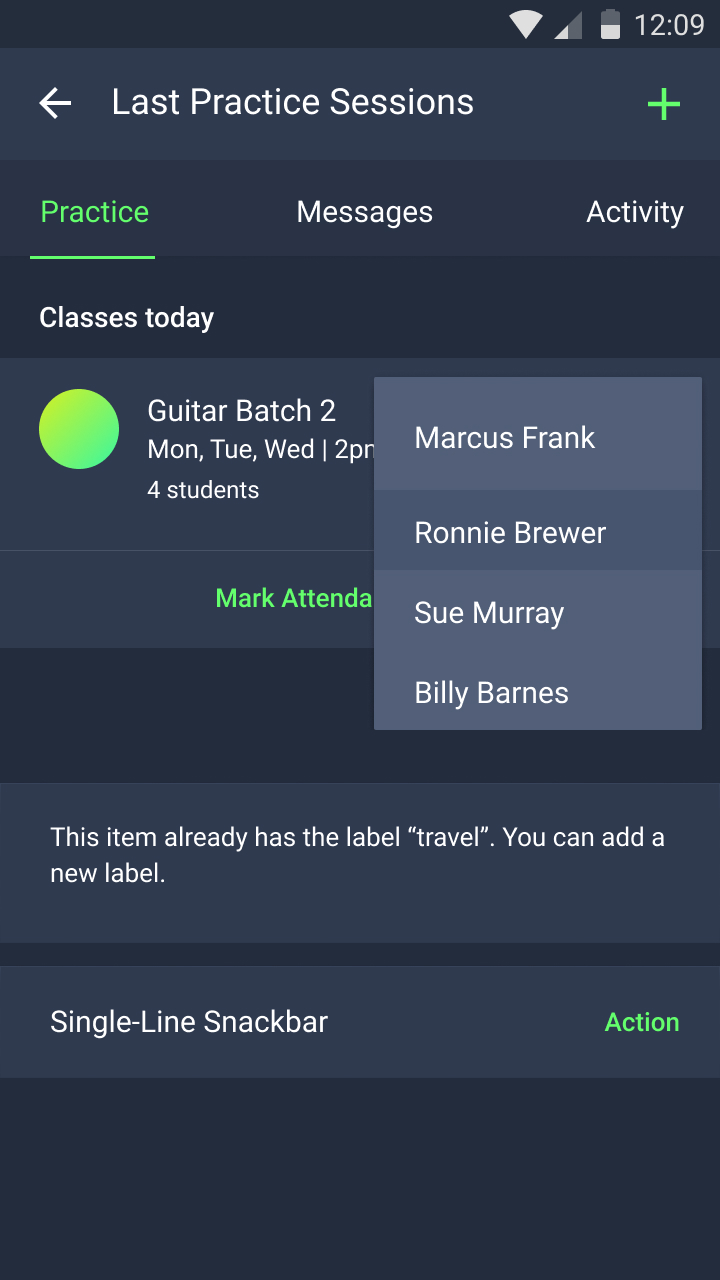 12:09
Last Practice Sessions
Practice Messages Activity
Classes today
Guitar Batch 2
Mon, Tue, Wed | 2p
4 students
Mark Attenda
Marcus Frank
Ronnie Brewer
Sue Murray
Billy Barnes
This item already has the label “travel”. You can add a
new label.
Single-Line Snackbar Action